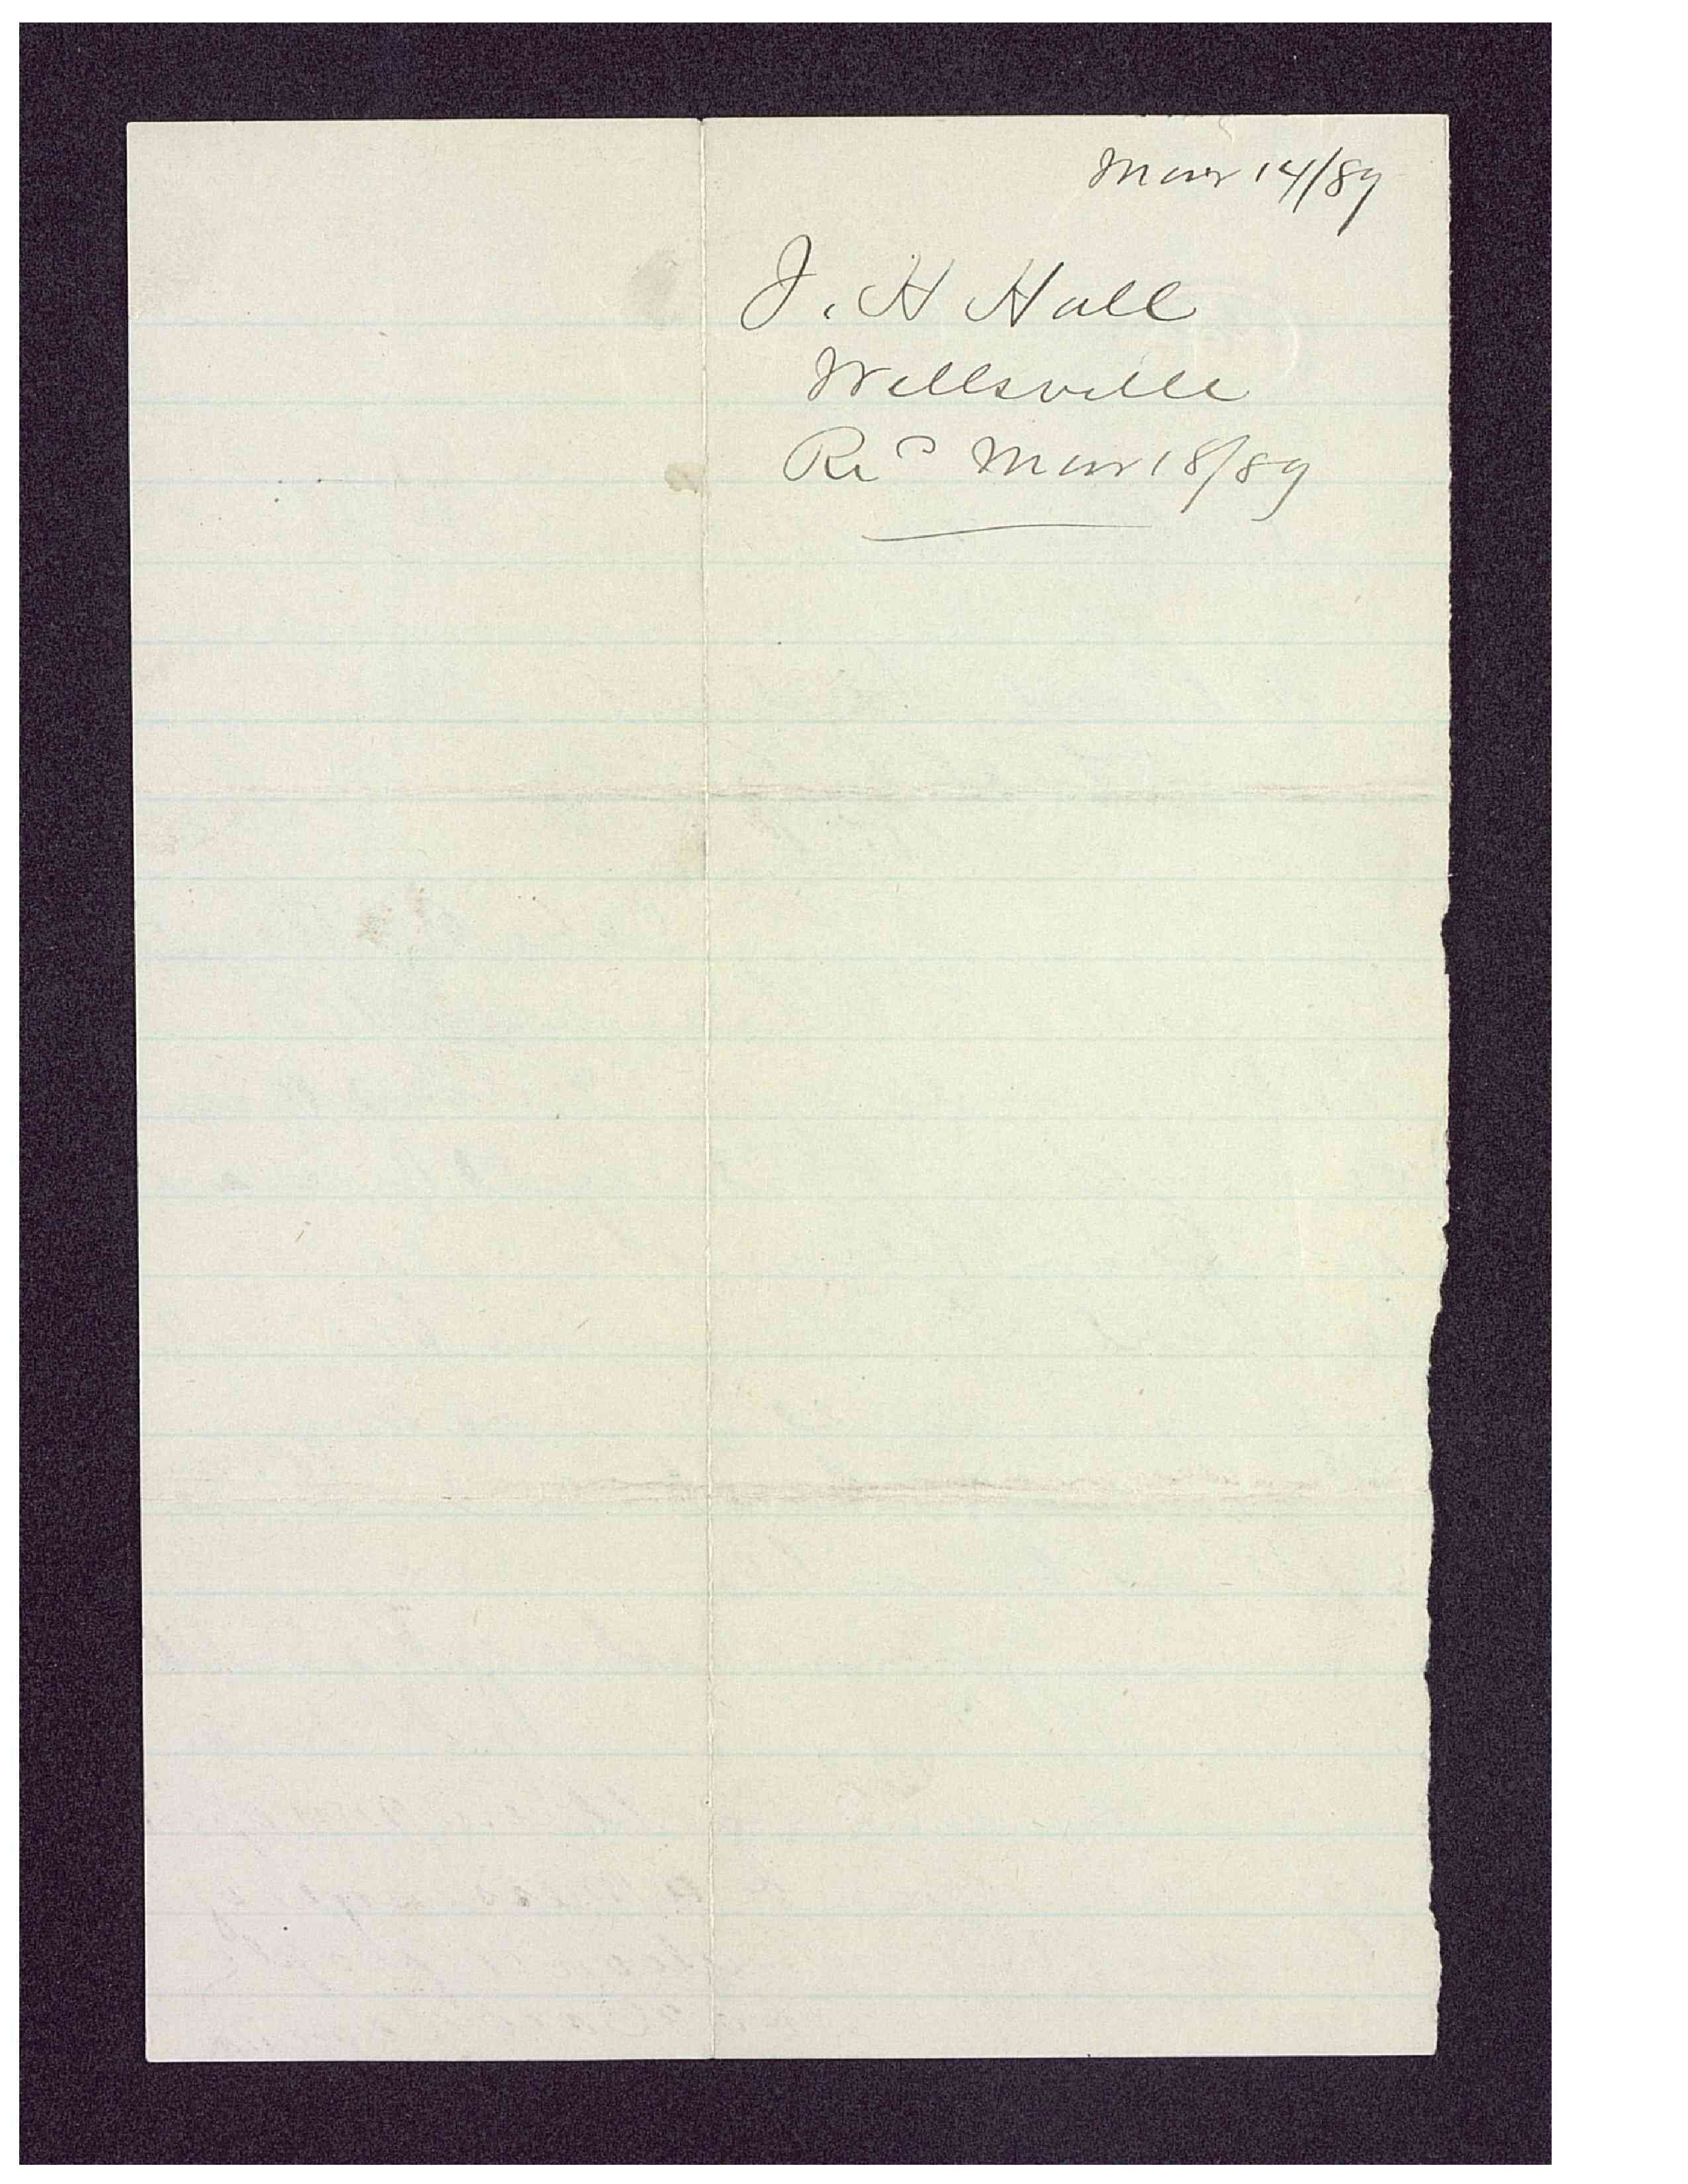 Mar 14/89
J. H Hall
Wellsville
Rec Mar 18/89